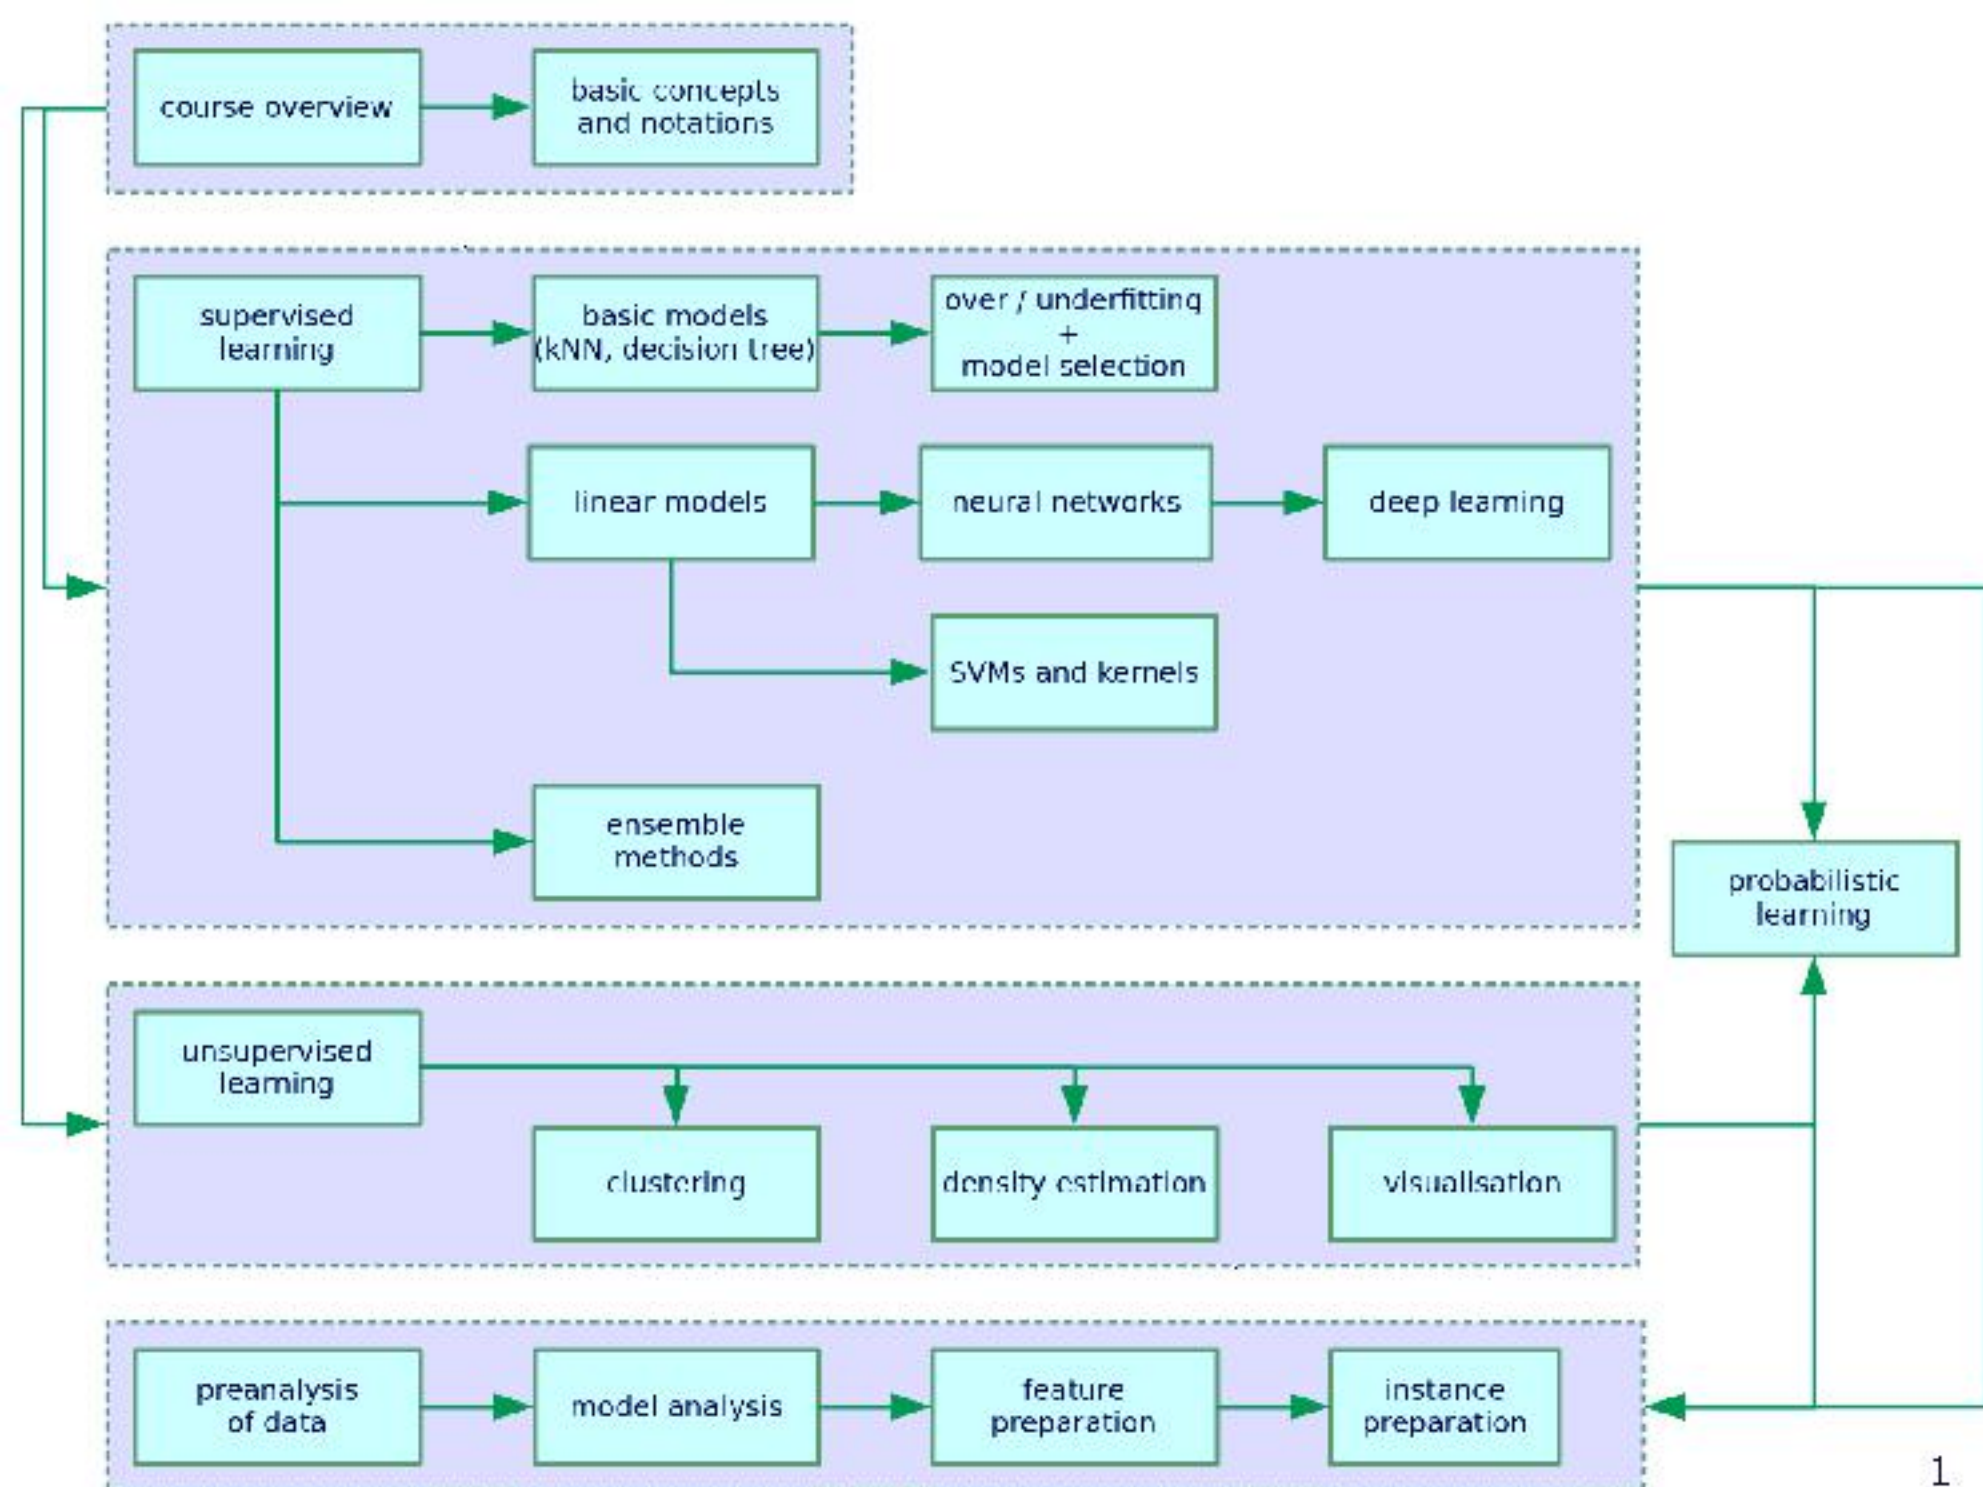 course overview
basic concepts
and notations
supervised
learning
basic models
(kNN, decision tree)
over / underfitting
+
model selection
linear models
neural networks
deep learning
SVMs and kernels
ensemble
methods
probabilistic
learning
unsupervised
learning
clustering
density estimation
visualisation
preanalysis
of data
model analysis
feature
preparation
instance
preparation
1